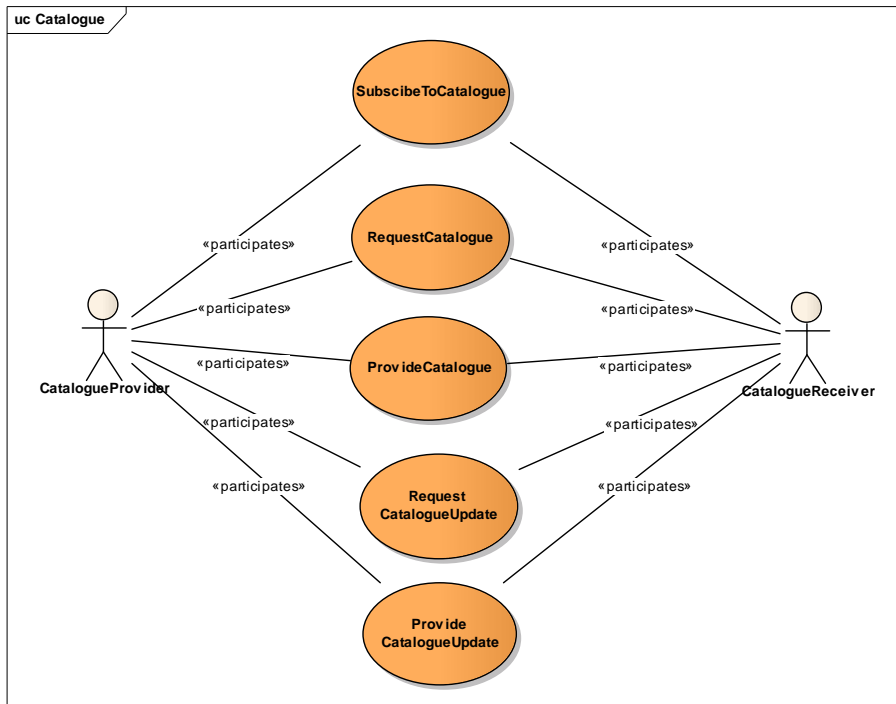 uc Catalogue
SubscibeToCatalogue
«participates»
«participates»
RequestCatalogue
«participates»
«participates»
ProvideCatalogue
«participates»
«participates»
CatalogueProvider
CatalogueReceiver
«participates»
«participates»
«participates»
«participates»
Request
CatalogueUpdate
Provide
CatalogueUpdate